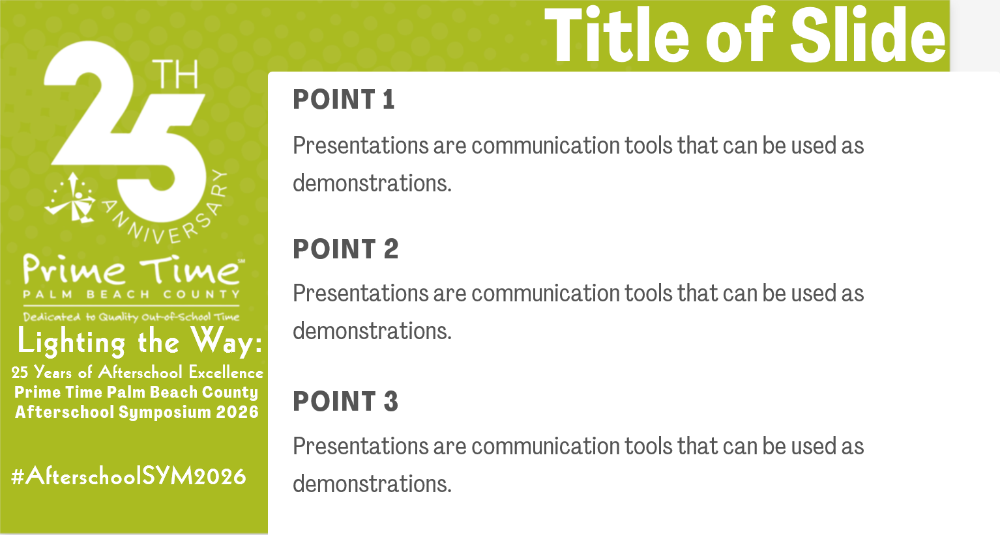 Title of Slide
25TH
ANNIVERSARY
Prime Time℠
PALM BEACH COUNTY
Dedicated to Quality Out-of-School Time
Lighting the Way:
25 Years of Afterschool Excellence
Prime Time Palm Beach County
Afterschool Symposium 2026
#AfterschoolSYM2026
POINT 1
Presentations are communication tools that can be used as
demonstrations.
POINT 2
Presentations are communication tools that can be used as
demonstrations.
POINT 3
Presentations are communication tools that can be used as
demonstrations.